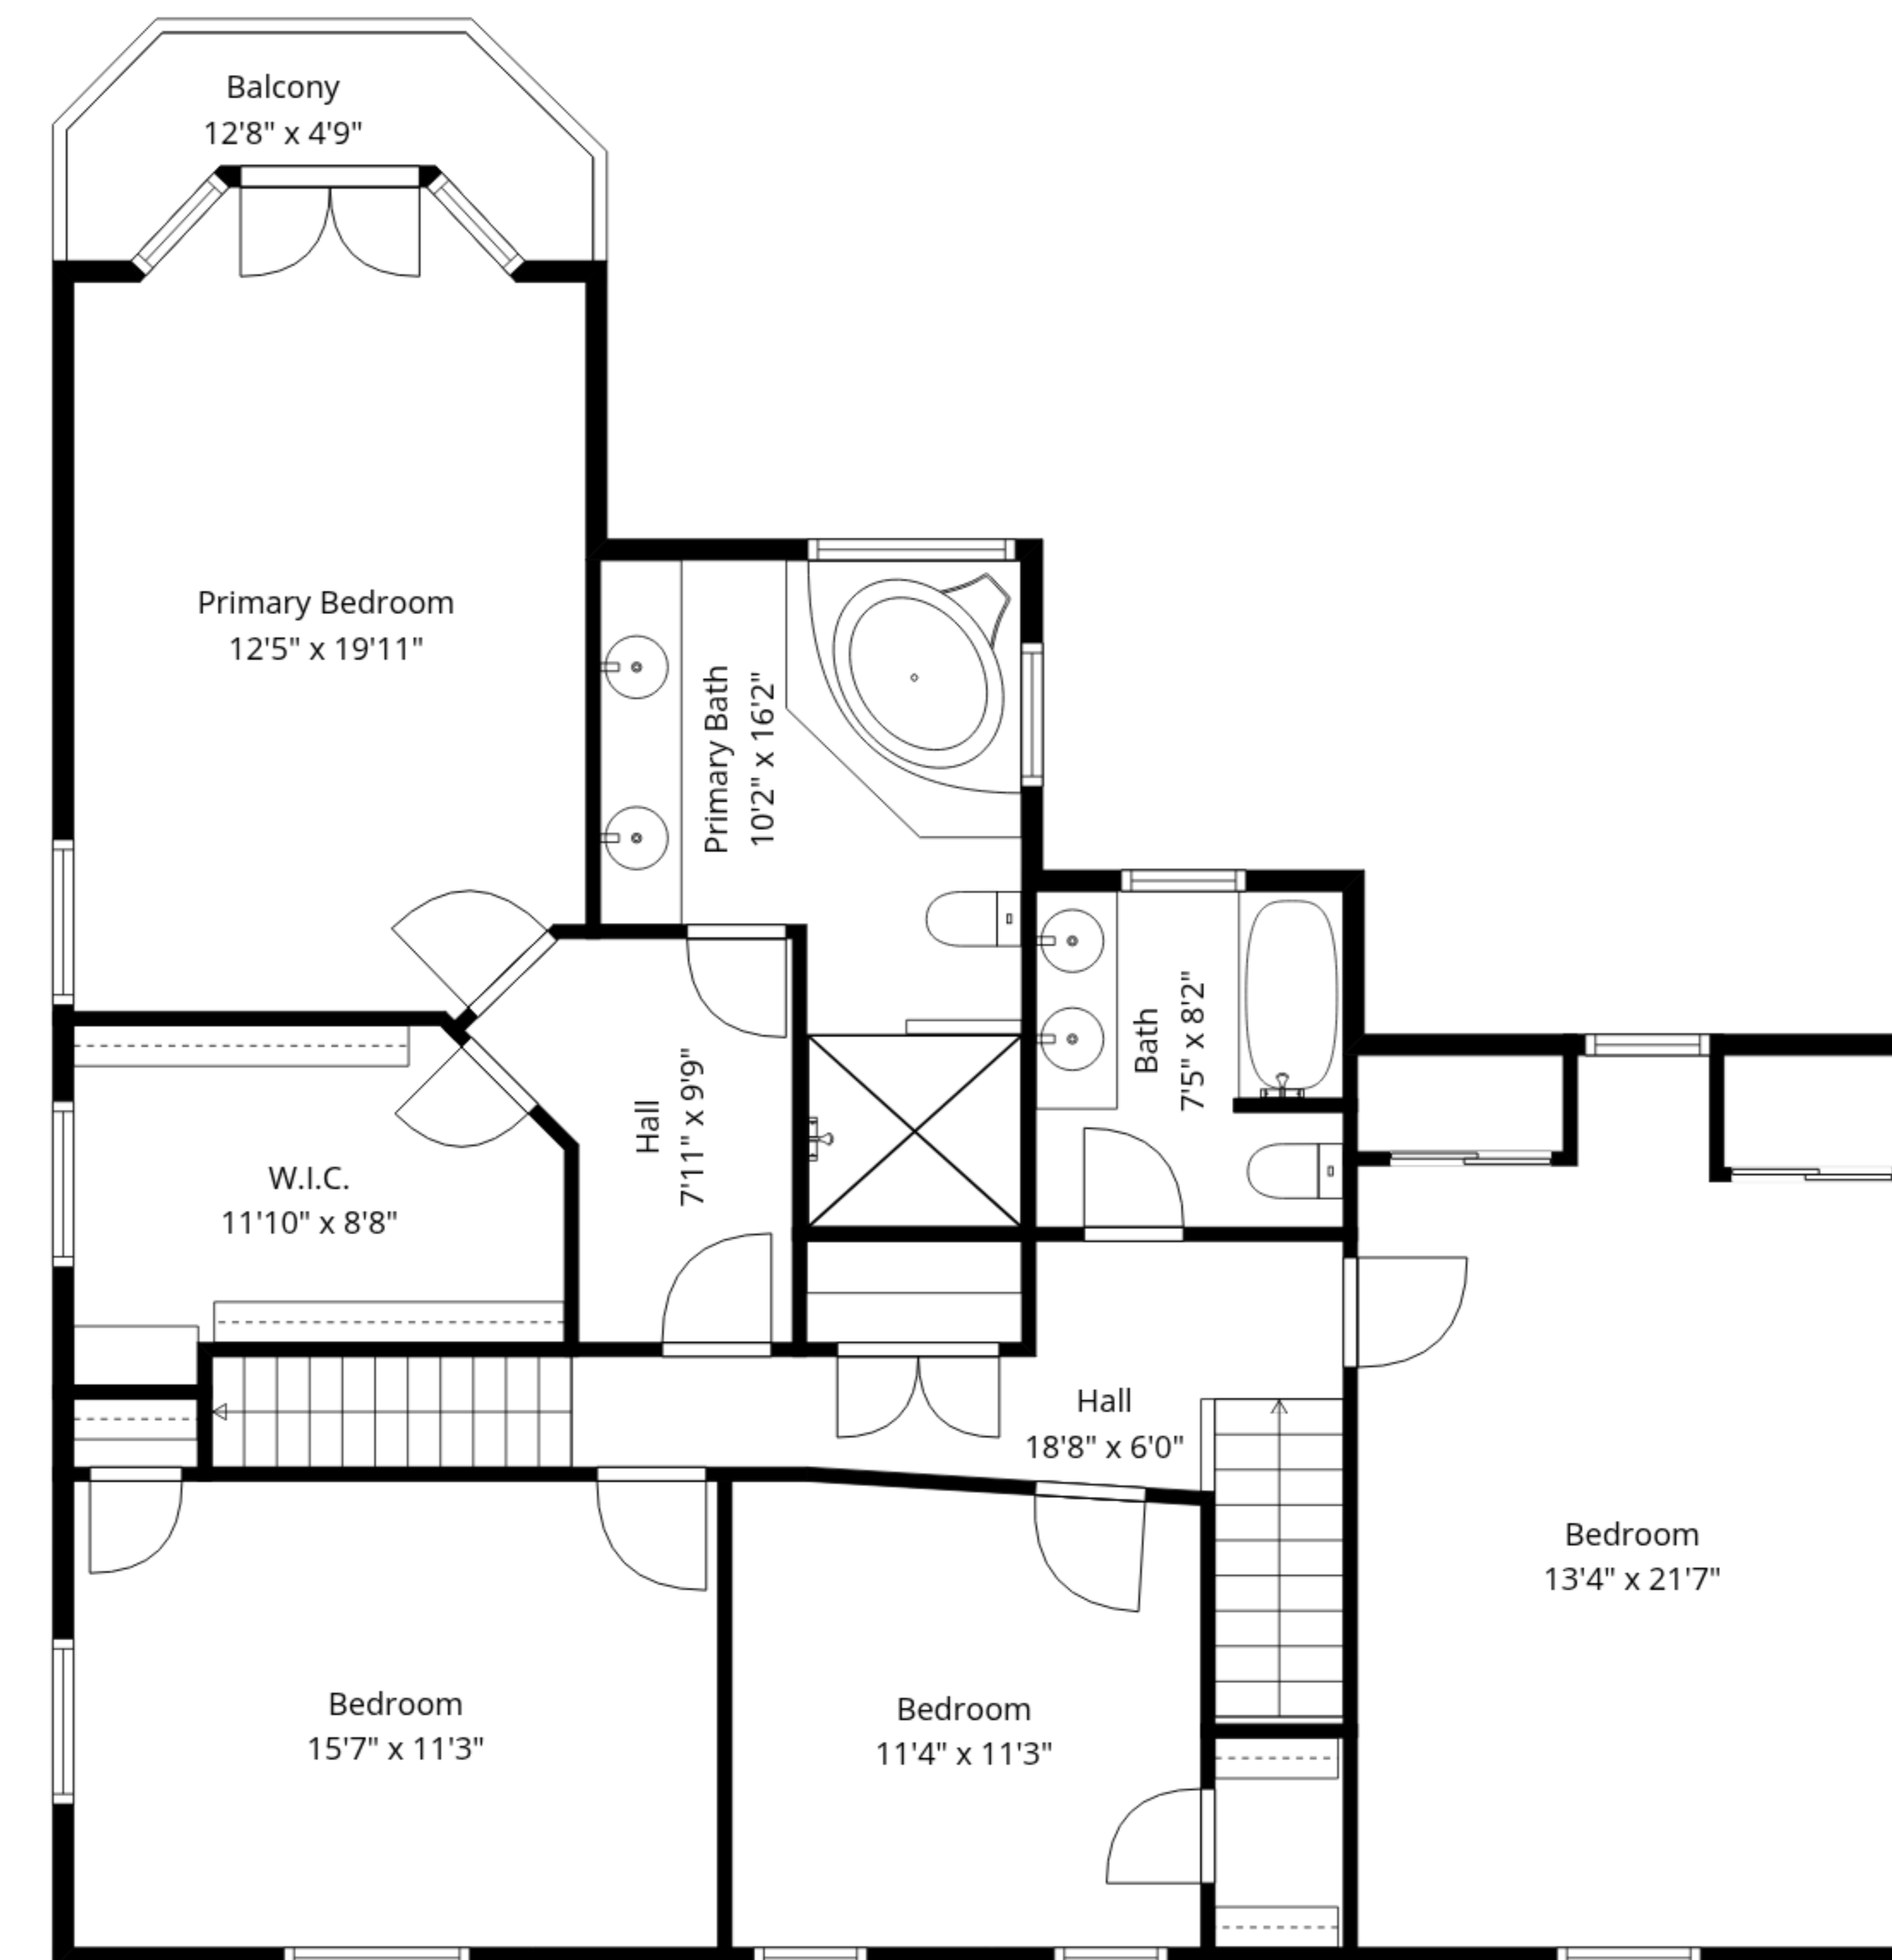 Balcony
12'8" x 4'9"
Primary Bedroom
12'5" x 19'11"
Primary Bath
10'2" x 16'2"
Bath
7'5" x 8'2"
Hall
7'11" x 9'9"
W.I.C.
11'10" x 8'8"
Hall
18'8" x 6'0"
Bedroom
13'4" x 21'7"
Bedroom
15'7" x 11'3"
Bedroom
11'4" x 11'3"